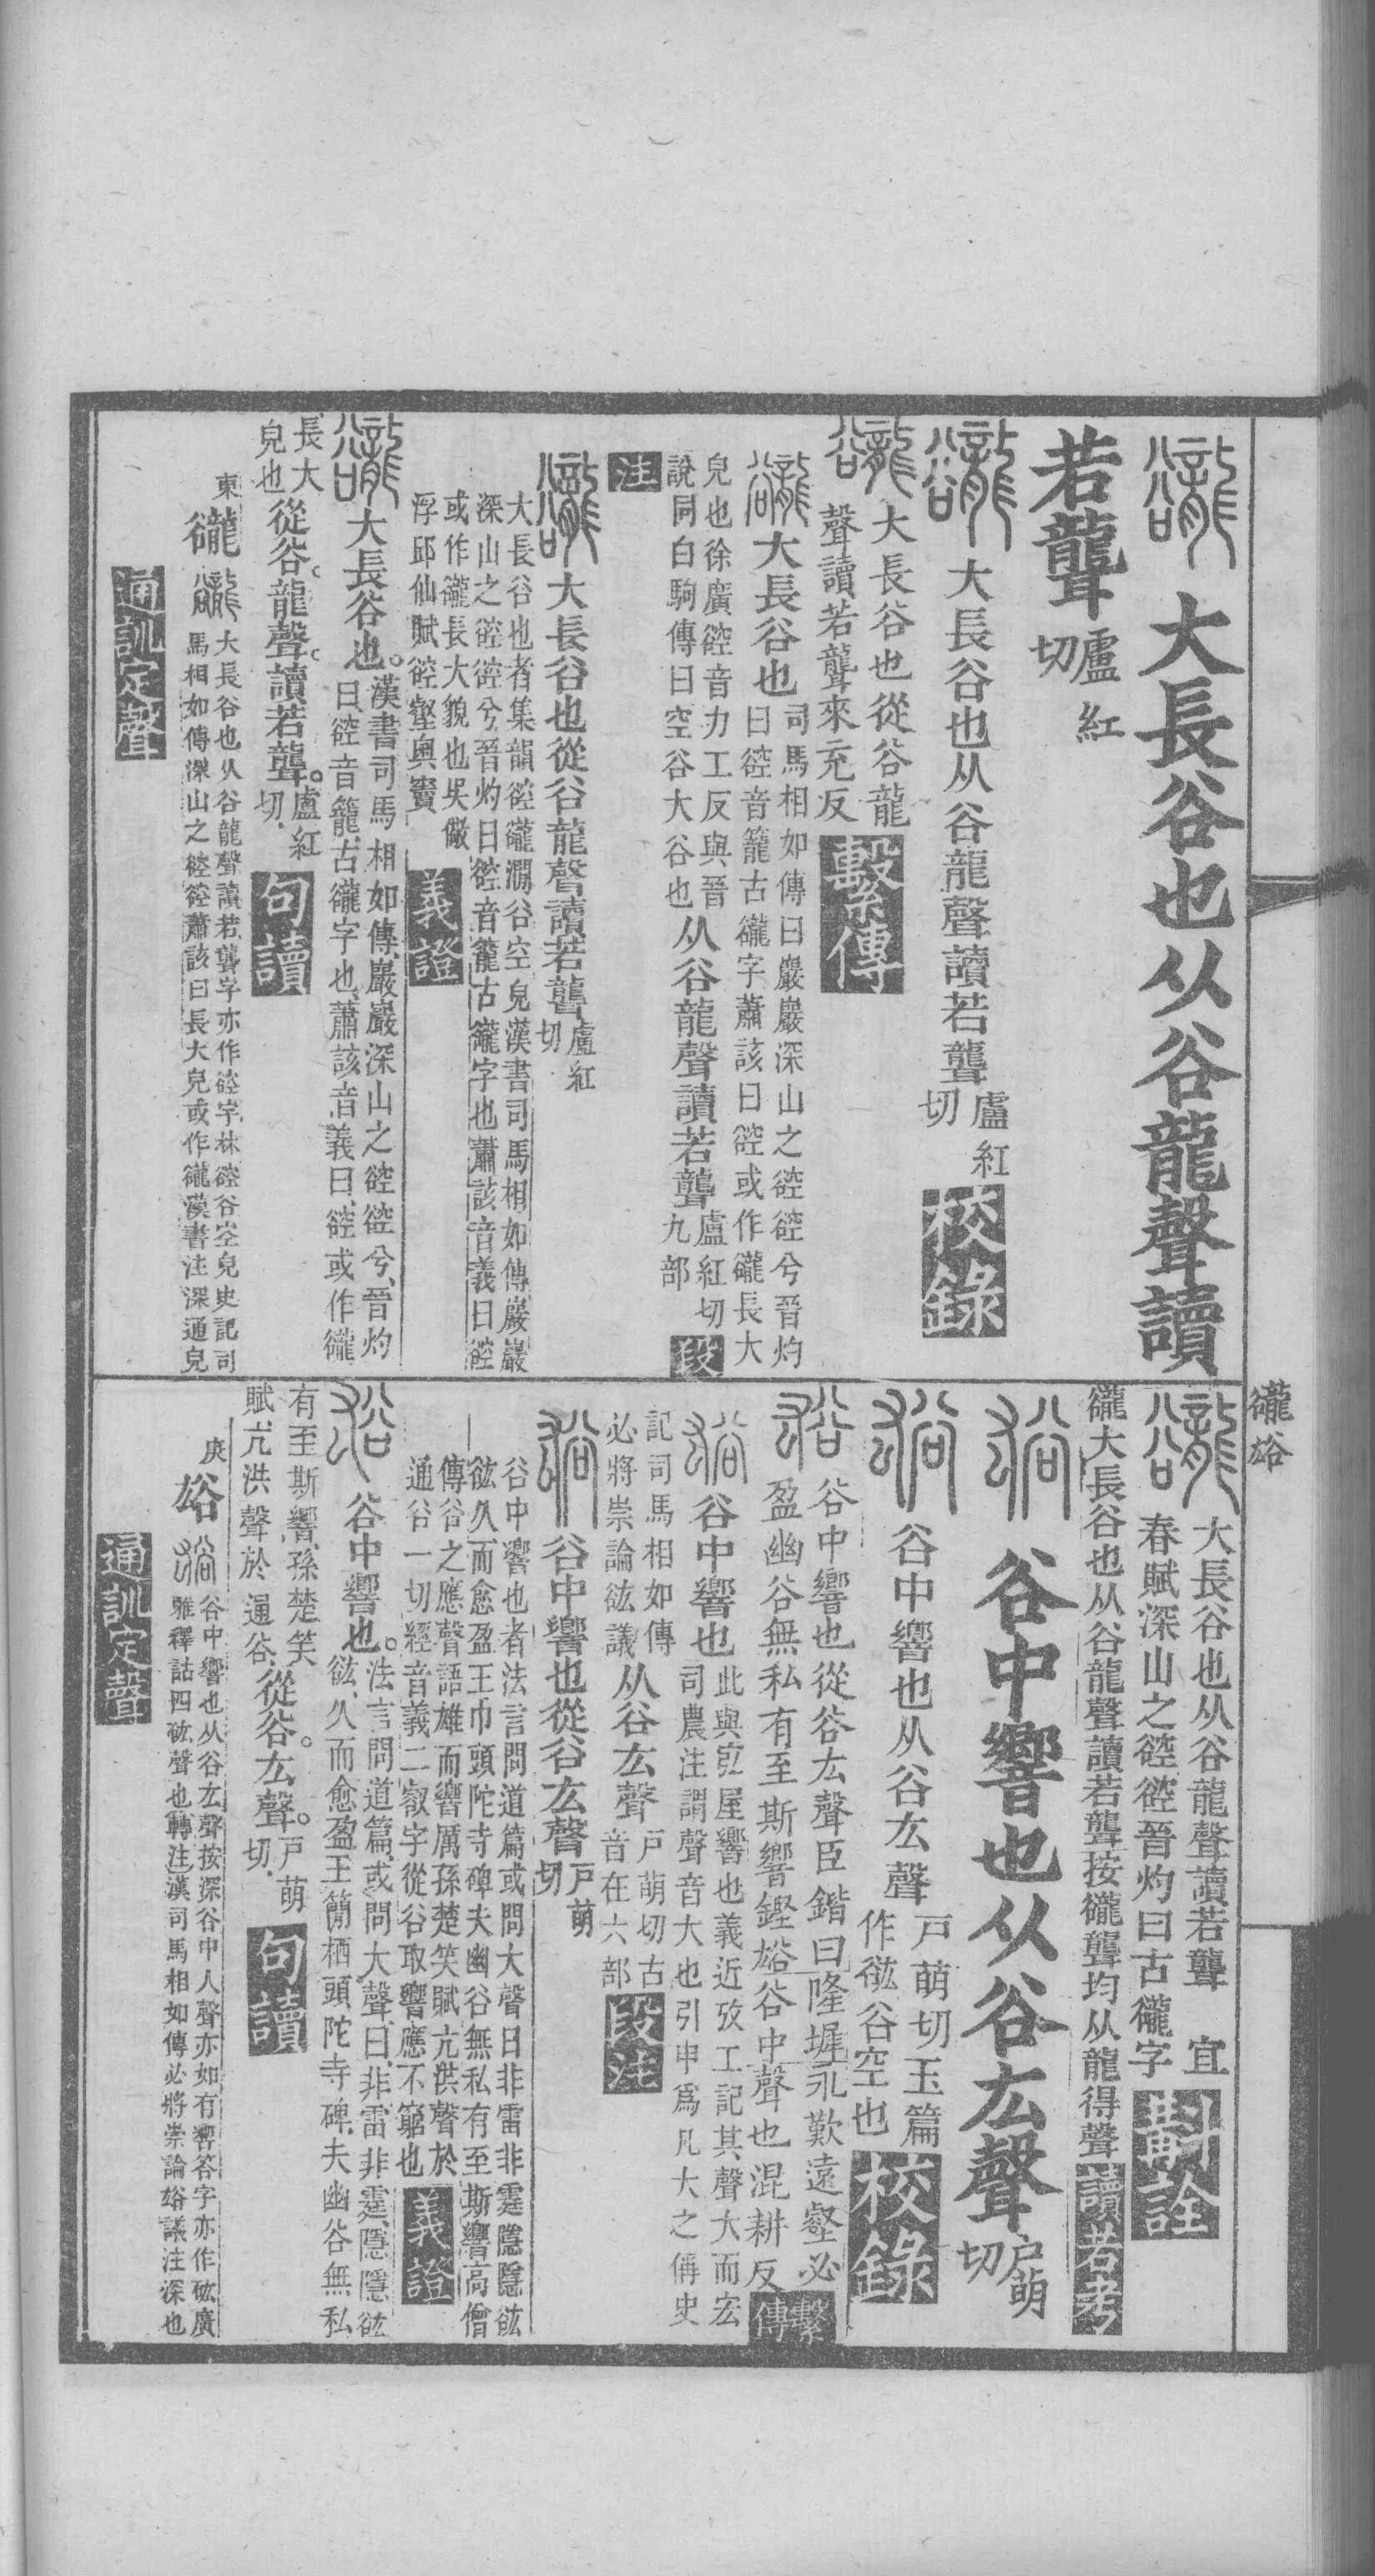 大長谷也从谷龍聲讀
若聾盧紅切
大長谷也从谷龍聲讀若聾盧紅切 校錄
大長谷也從谷龍
聲讀若聾來充反 繫傳
大長谷也司馬相如傳曰巖巖深山之谾谾兮晉灼
曰谾音籠古豅字蕭該曰谾或作豅長大
皃也徐廣谾音力工反與晉
說同白駒傳曰空谷大谷也从谷龍聲讀若聾盧紅切九部 段
注
大長谷也從谷龍聲讀若聾盧紅切
大長谷也者集韻谾豅㵎谷空皃漢書司馬相如傳巖巖
深山之谾谾兮晉灼曰谾音籠古豅字也蕭該音義曰谾
或作豅長大貌也吳儆
浮邱仙賦谾壑輿竇 義證
大長谷也。漢書司馬相如傳、巖巖深山之谾谾兮、晉灼
曰、谾音籠、古豅字也、蕭該音義曰、谾或作豅
長大
皃也從谷。龍聲。讀若聾。盧紅切、 句讀
東 豅 大長谷也从谷龍聲讀若聾字亦作谾字林谾谷空皃史記司
馬相如傳深山之谾谾蕭該曰長大皃或作豅漢書注深通皃
通訓定聲
豅谹
大長谷也从谷龍聲讀若聾 宜
春賦深山之谾谾晉灼曰古豅字 斠詮
豅大長谷也从谷龍聲讀若聾按豅聾均从龍得聲 讀若考
谷中響也从谷厷聲戶萌切
谷中響也从谷厷聲戶萌切玉篇
作谹谷空也 校錄
谷中響也從谷厷聲臣鍇曰隆墀永歎遠壑必
盈幽谷無私有至斯響鏗谹谷中聲也混耕反 繫傳
谷中響也此與宖屋響也義近攷工記其聲大而宏
司農注謂聲音大也引申爲凡大之偁史
記司馬相如傳
必將崇論谹議从谷厷聲戶萌切古音在六部 段注
谷中響也從谷厷聲戶萌切
谷中響也者法言問道篇或問大聲曰非雷非霆隱隱谹
谹久而愈盈王巾頭陀寺碑夫幽谷無私有至斯響高僧
傳谷之應聲語雄而響厲孫楚笑賦亢洪聲於
通谷一切經音義二叡字從谷取響應不窮也 義證
谷中響也。法言問道篇、或問大聲、曰、非雷非霆、隱隱谹
谹、久而愈盈、王簡栖頭陀寺碑、夫幽谷無私
有至斯響、孫楚笑
賦、亢洪聲於通谷、從谷。厷聲。戶萌切、 句讀
庚 谹 谷中響也从谷厷聲按深谷中人聲亦如有響答字亦作硡廣
雅釋詁四硡聲也轉注漢司馬相如傳必將崇論谹議注深也
通訓定聲